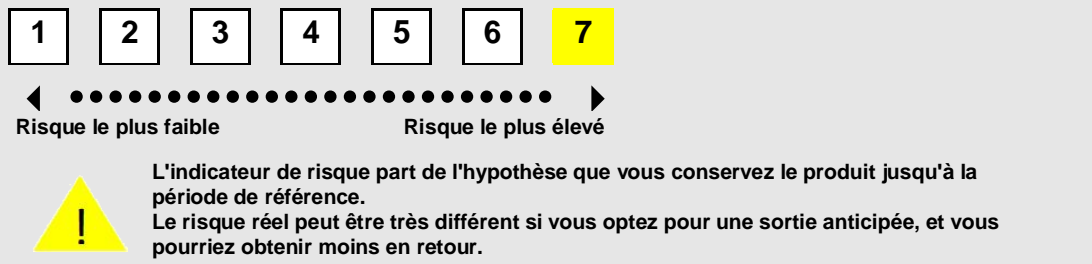 1 2 3 4 5 6 7
Risque le plus faible Risque le plus élevé
L'indicateur de risque part de l'hypothèse que vous conservez le produit jusqu'à la
période de référence.
!
Le risque réel peut être très différent si vous optez pour une sortie anticipée, et vous
pourriez obtenir moins en retour.